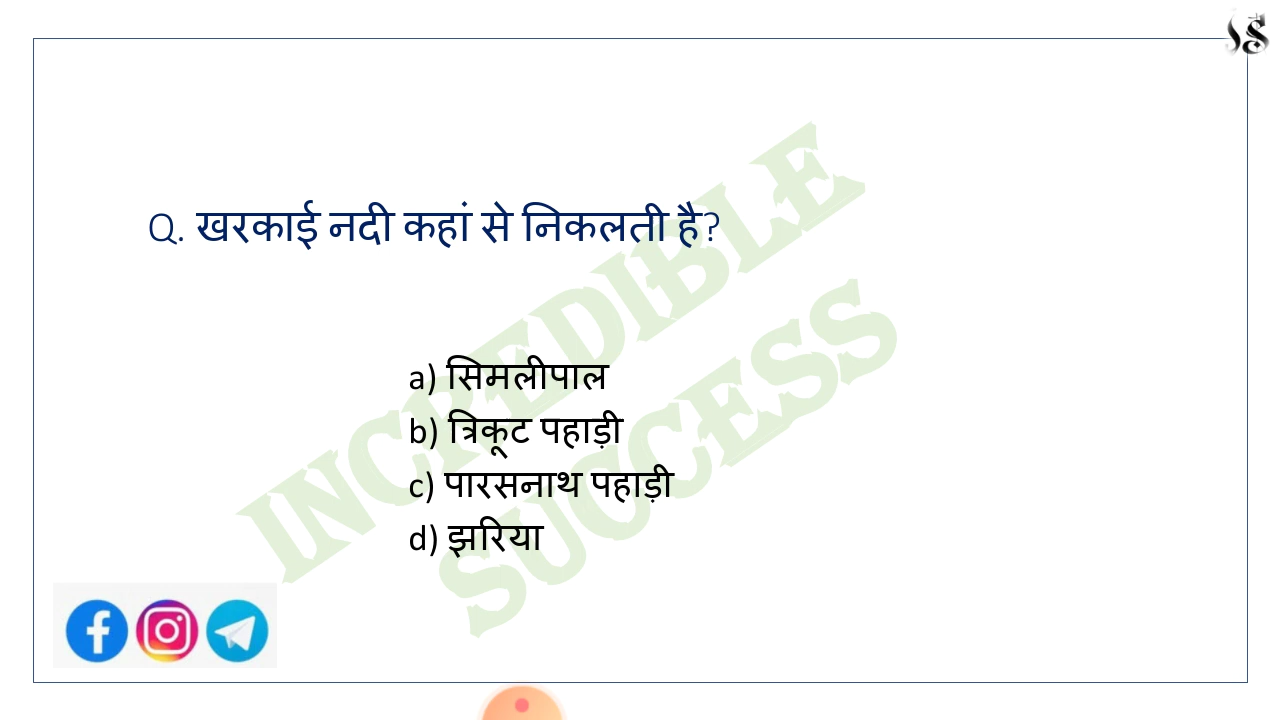 Q. खरकाई नदी कहां से निकलती है?
a) सिमलीपाल
b) त्रिकूट पहाड़ी
c) पारसनाथ पहाड़ी
d) झरिया
INCREDIBLE
SUCCESS